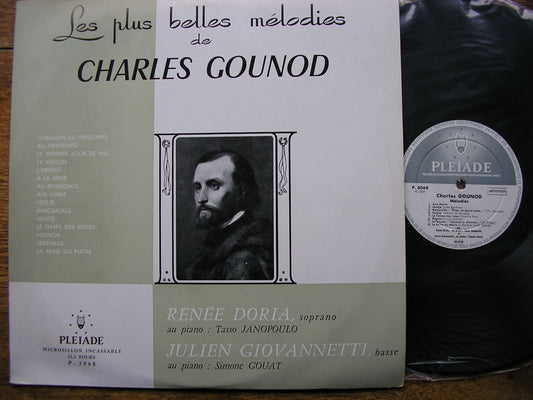 Les plus belles mélodies
de
CHARLES GOUNOD
CHANSON DE PRINTEMPS
AU PRINTEMPS
LE PREMIER JOUR DE MAI
LE VALLON
L'ABSENT
A LA BRISE
AU ROSSIGNOL
AVE MARIA
MEDJÉ
BARCAROLLE
VENISE
LE TEMPS DES ROSES
MIGNON
SERENADE
LA REINE DU MATIN
RENÉE DORIA, soprano
au piano : Tasso JANOPOULO
JULIEN GIOVANNETTI, basse
au piano : Simone GOUAT
PLEIADE
MICROSILLON INCASSABLE
33,3 TOURS
P. 3068
PLEIADE
P. 3068
Charles GOUNOD
Mélodies